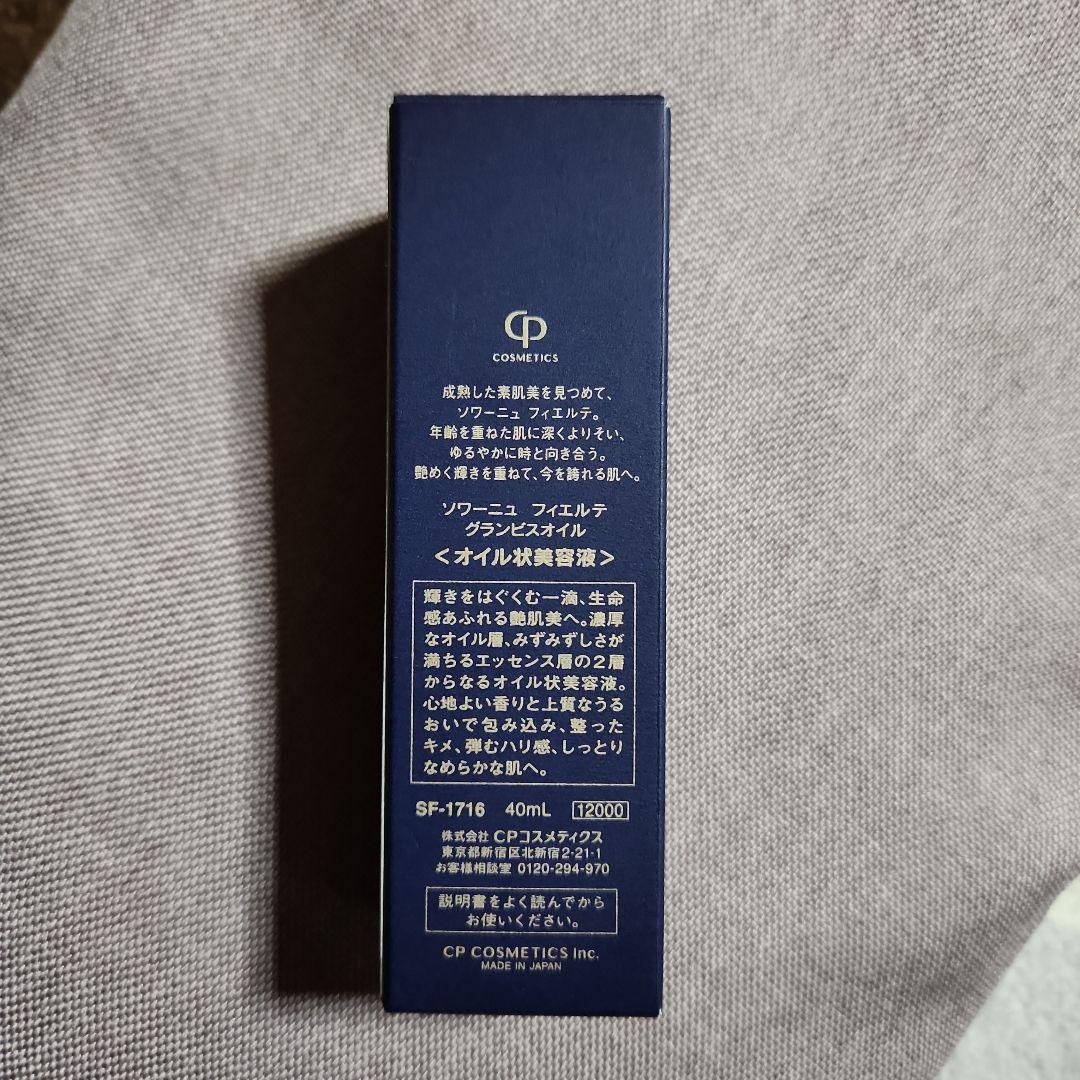 CP
COSMETICS
成熟した素肌美を見つめて、
ソワーニュ フィエルテ。
年齢を重ねた肌に深くよりそい、
ゆるやかに時と向き合う。
艶めく輝きを重ねて、今を誇れる肌へ。
ソワーニュ フィエルテ
グランビスオイル
＜オイル状美容液＞
輝きをはぐくむ一滴、生命
感あふれる艶肌美へ。濃厚
なオイル層、みずみずしさが
満ちるエッセンス層の２層
からなるオイル状美容液。
心地よい香りと上質なうる
おいで包み込み、整った
キメ、弾むハリ感、しっとり
なめらかな肌へ。
SF-1716 40mL 12000
株式会社 CPコスメティクス
東京都新宿区北新宿2-21-1
お客様相談室 0120-294-970
説明書をよく読んでから
お使いください。
CP COSMETICS Inc.
MADE IN JAPAN